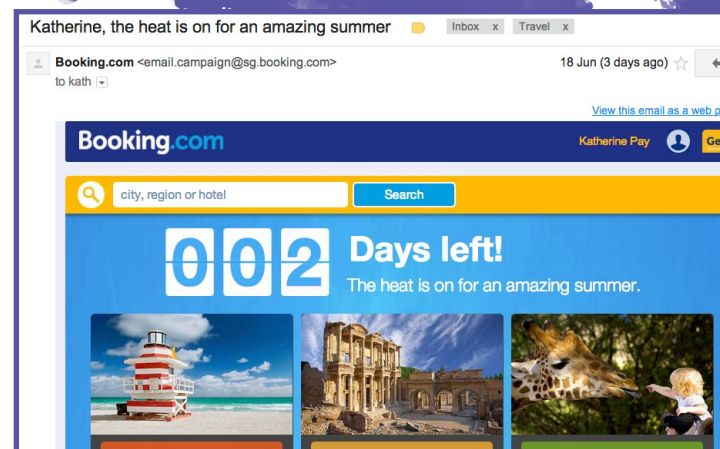 Katherine, the heat is on for an amazing summer Inbox x Travel x
Booking.com <email.campaign@sg.booking.com> 18 Jun (3 days ago)
to kath
View this email as a web p
Booking.com Katherine Pay Ge
city, region or hotel Search
002 Days left!
The heat is on for an amazing summer.